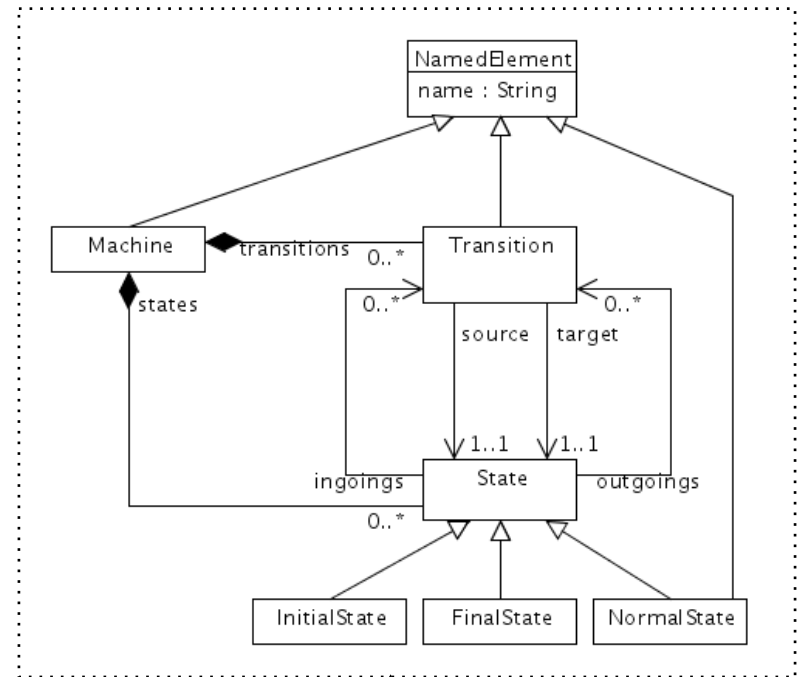 NamedElement
name : String
Machine
transitions
0..*
Transition
states
0..*
0..*
source
target
1..1
1..1
ingoings
State
outgoings
0..*
InitialState
FinalState
NormalState